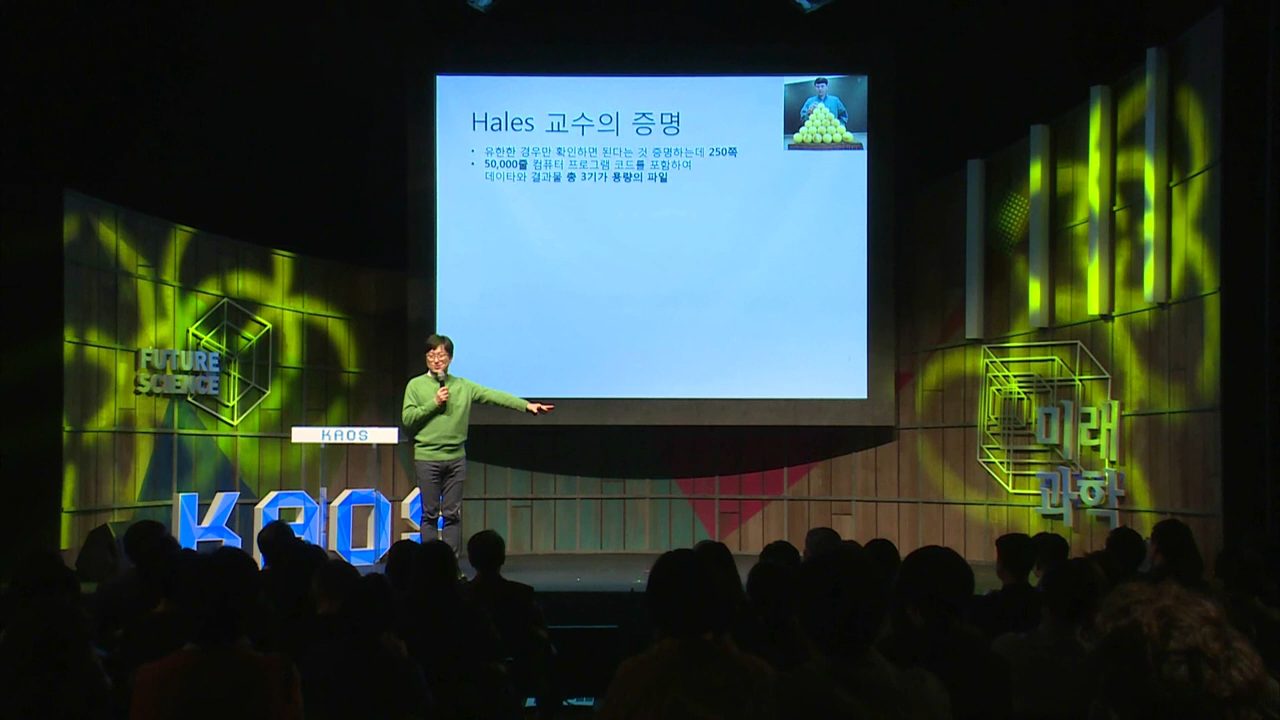 Hales 교수의 증명
• 유한한 경우만 확인하면 된다는 것 증명하는데 250쪽
• 50,000줄 컴퓨터 프로그램 코드를 포함하여
데이타와 결과물 총 3기가 용량의 파일
FUTURE
SCIENCE
KAOS
KAOS
미래
과학